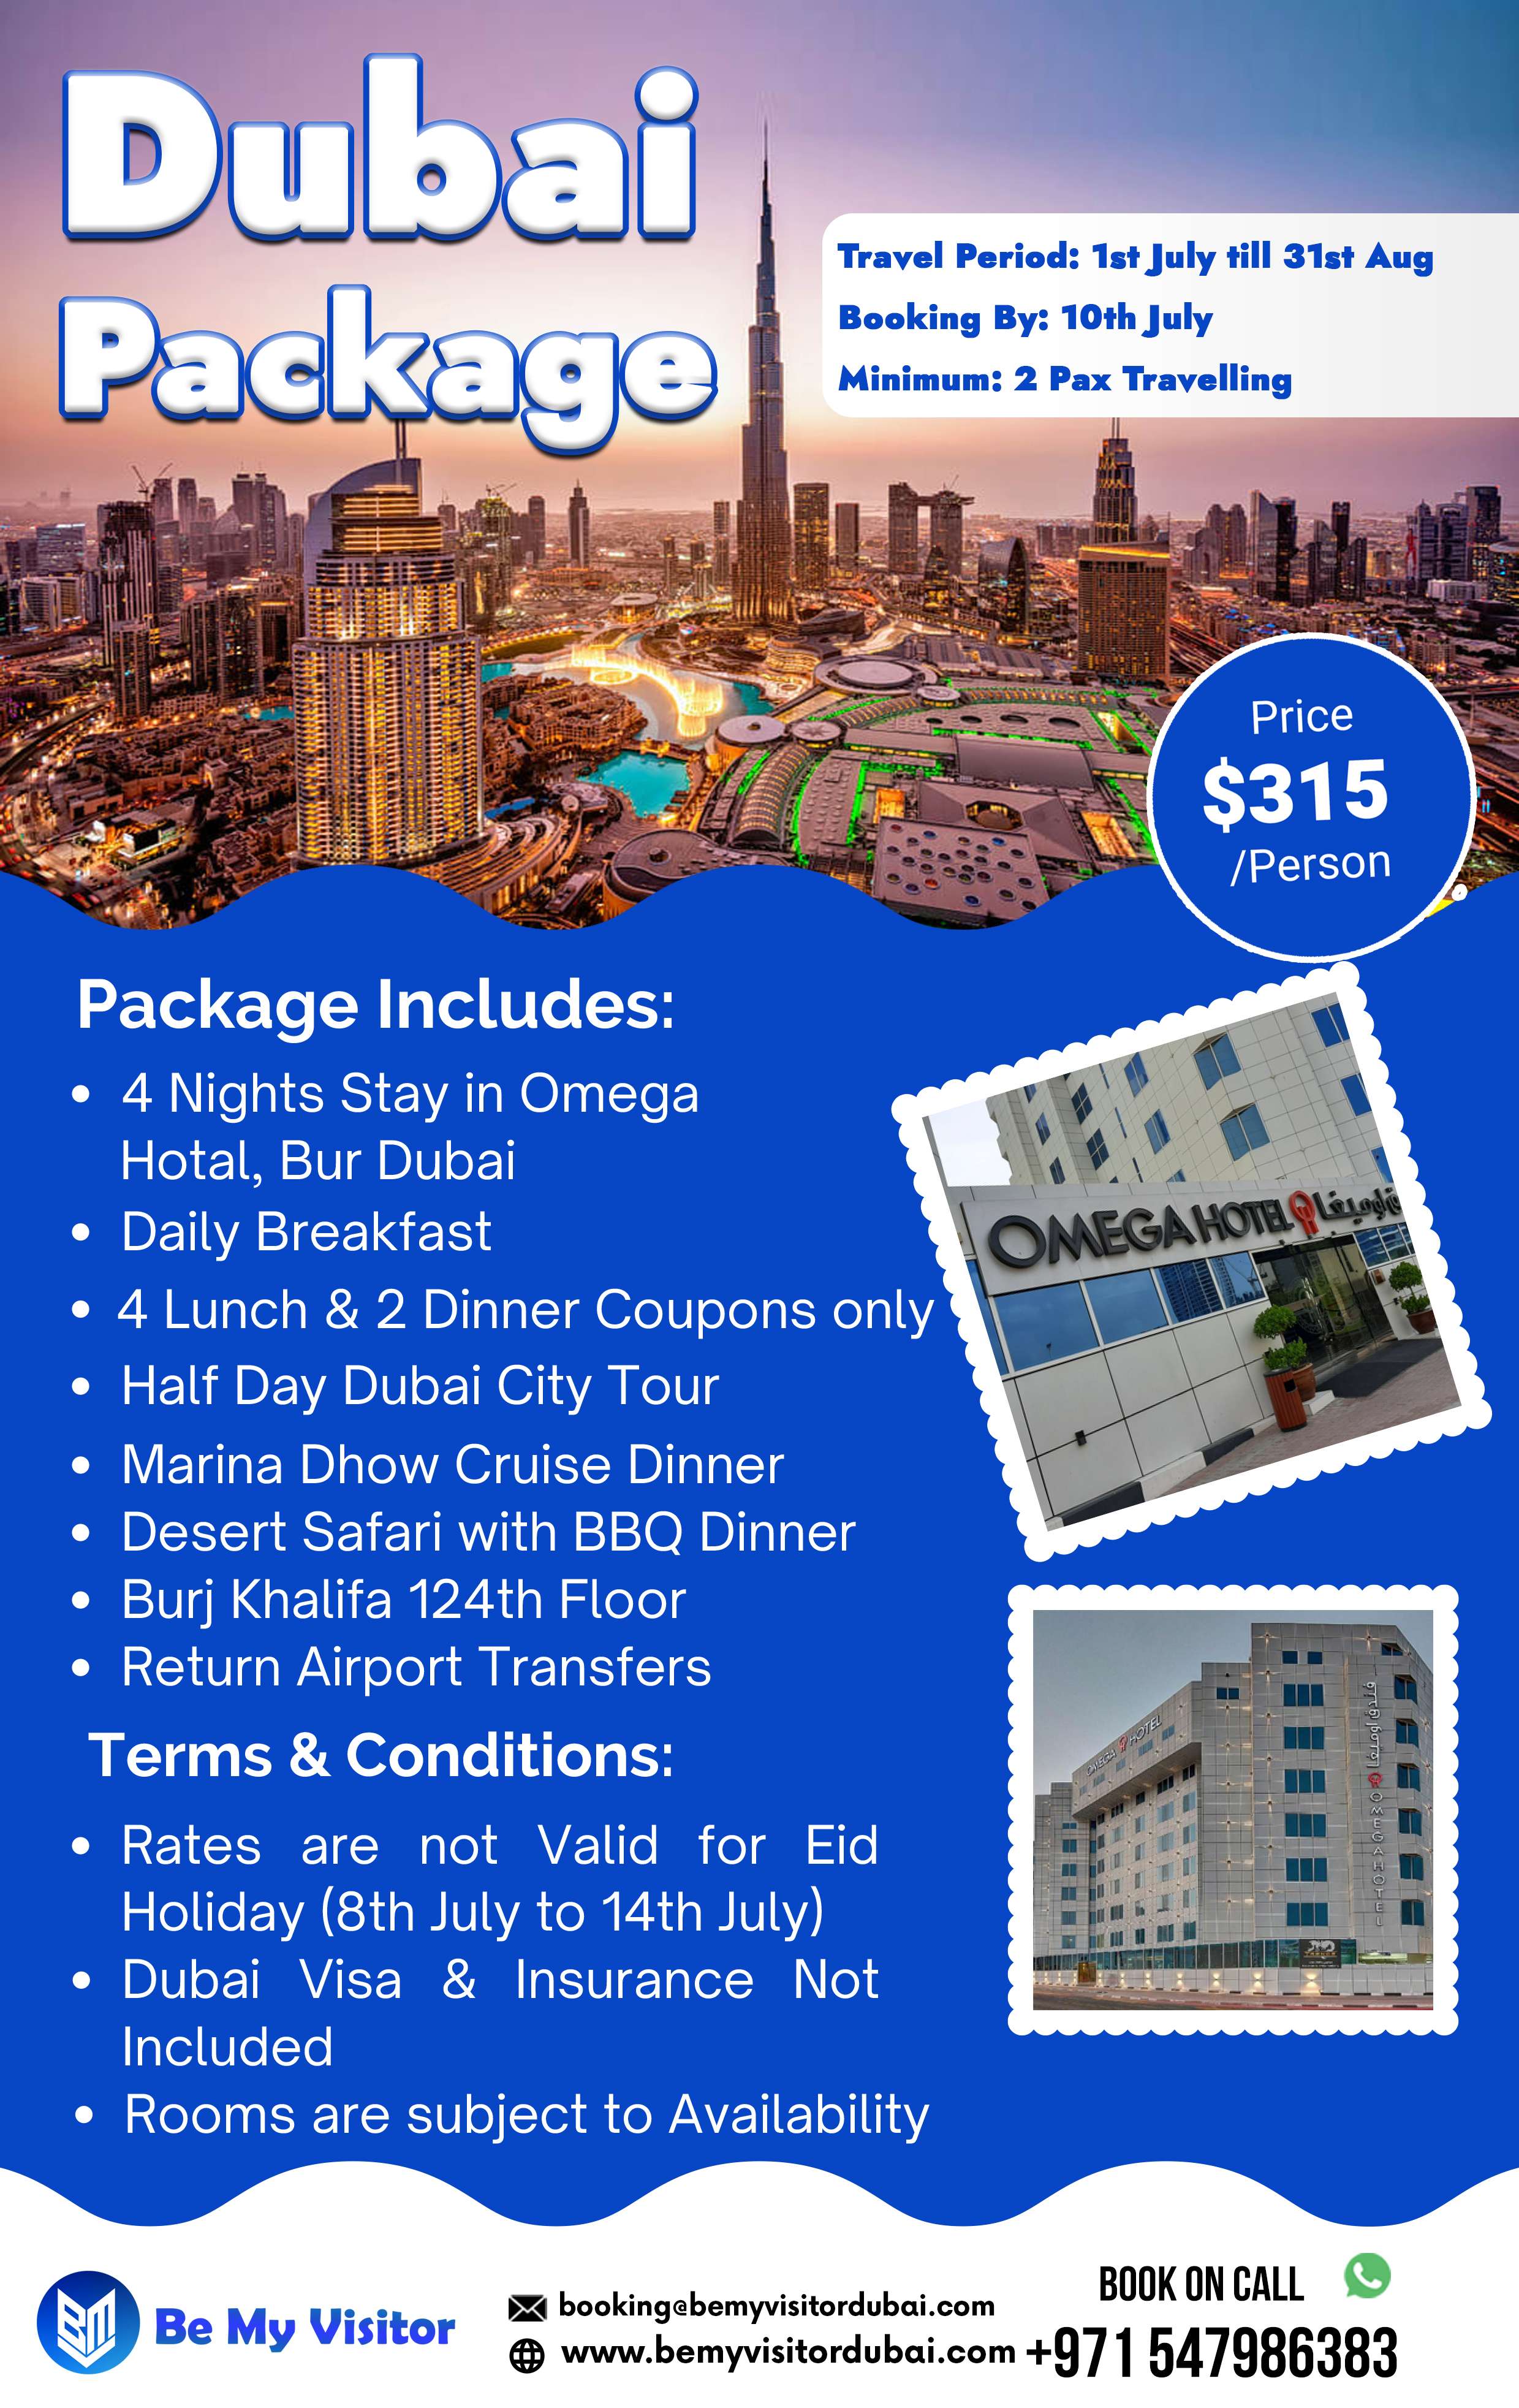 Dubai
Package
Travel Period: 1st July till 31st Aug
Booking By: 10th July
Minimum: 2 Pax Travelling
Price
$315
/Person
Package Includes:
• 4 Nights Stay in Omega
Hotal, Bur Dubai
• Daily Breakfast
• 4 Lunch & 2 Dinner Coupons only
• Half Day Dubai City Tour
• Marina Dhow Cruise Dinner
• Desert Safari with BBQ Dinner
• Burj Khalifa 124th Floor
• Return Airport Transfers
OMEGA HOTEL
OMEGA HOTEL
فندق اوميغا OMEGA HOTEL
Terms & Conditions:
• Rates are not Valid for Eid
Holiday (8th July to 14th July)
• Dubai Visa & Insurance Not
Included
• Rooms are subject to Availability
BM
Be My Visitor
booking@bemyvisitordubai.com
www.bemyvisitordubai.com
BOOK ON CALL
+971 547986383